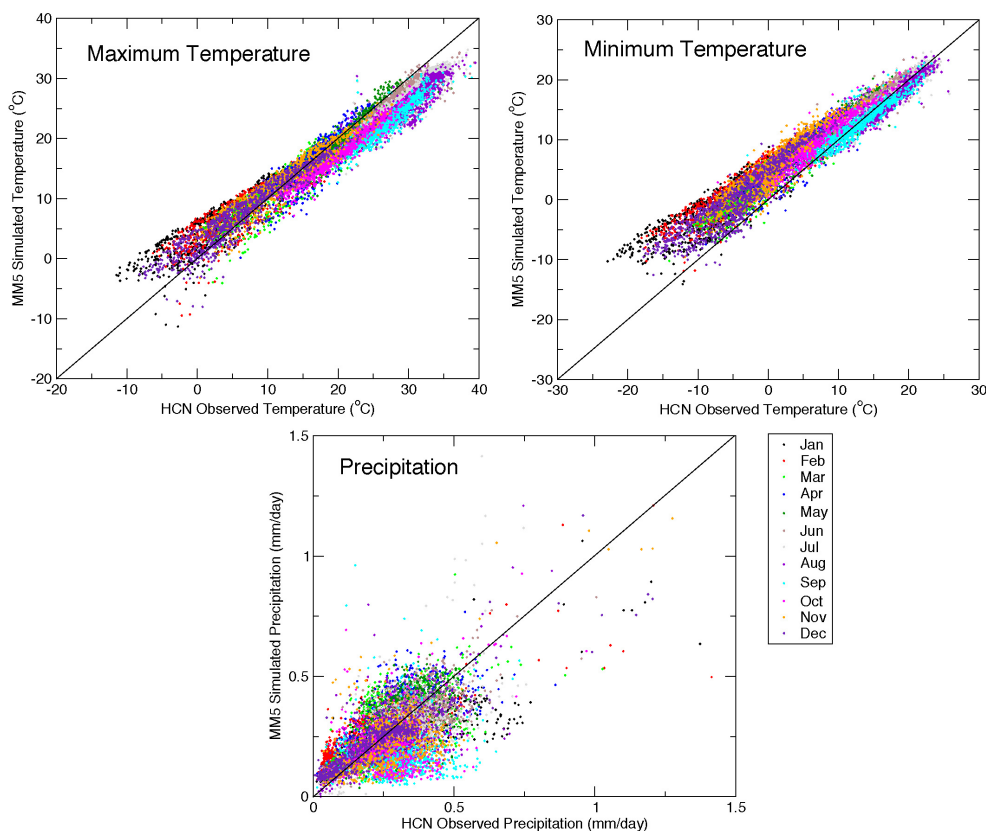 Maximum Temperature
40
30
20
10
0
-10
-20
-20
-10
0
10
20
30
40
MM5 Simulated Temperature (°C)
HCN Observed Temperature (°C)
Minimum Temperature
30
20
10
0
-10
-20
-30
-30
-20
-10
0
10
20
30
MM5 Simulated Temperature (°C)
HCN Observed Temperature (°C)
Precipitation
1.5
1
0.5
0
0
0.5
1
1.5
MM5 Simulated Precipitation (mm/day)
HCN Observed Precipitation (mm/day)
Jan
Feb
Mar
Apr
May
Jun
Jul
Aug
Sep
Oct
Nov
Dec